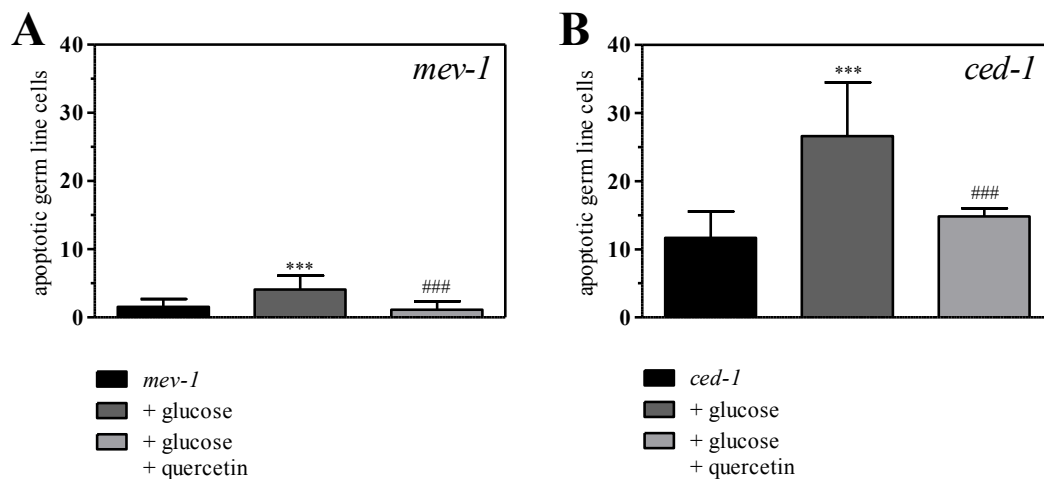 A
apoptotic germ line cells
40
30
20
10
0
mev-1
***
###
mev-1
+ glucose
+ glucose
+ quercetin
B
apoptotic germ line cells
40
30
20
10
0
ced-1
***
###
ced-1
+ glucose
+ glucose
+ quercetin